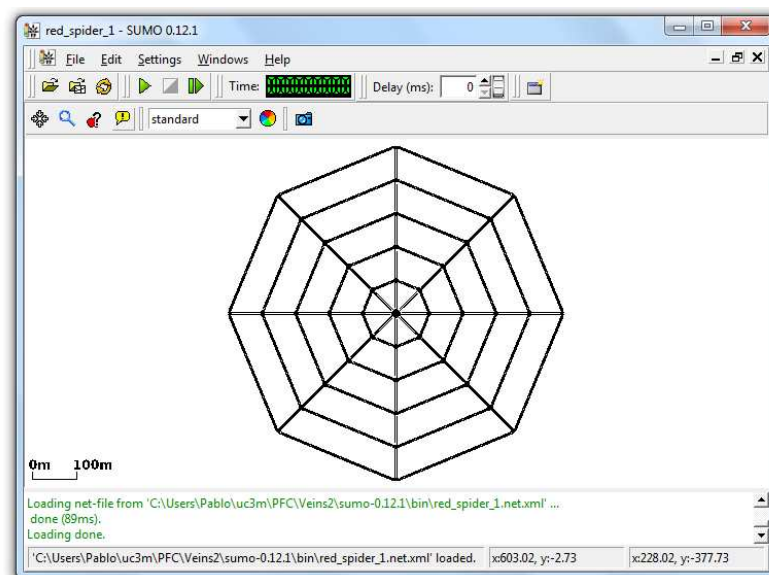 red_spider_1 - SUMO 0.12.1
File Edit Settings Windows Help
Time: Delay (ms): 0
standard
0m 100m
Loading net-file from 'C:\Users\Pablo\uc3m\PFC\Veins2\sumo-0.12.1\bin\red_spider_1.net.xml' ...
done (89ms).
Loading done.
'C:\Users\Pablo\uc3m\PFC\Veins2\sumo-0.12.1\bin\red_spider_1.net.xml' loaded. x:603.02, y:-2.73 x:228.02, y:-377.73